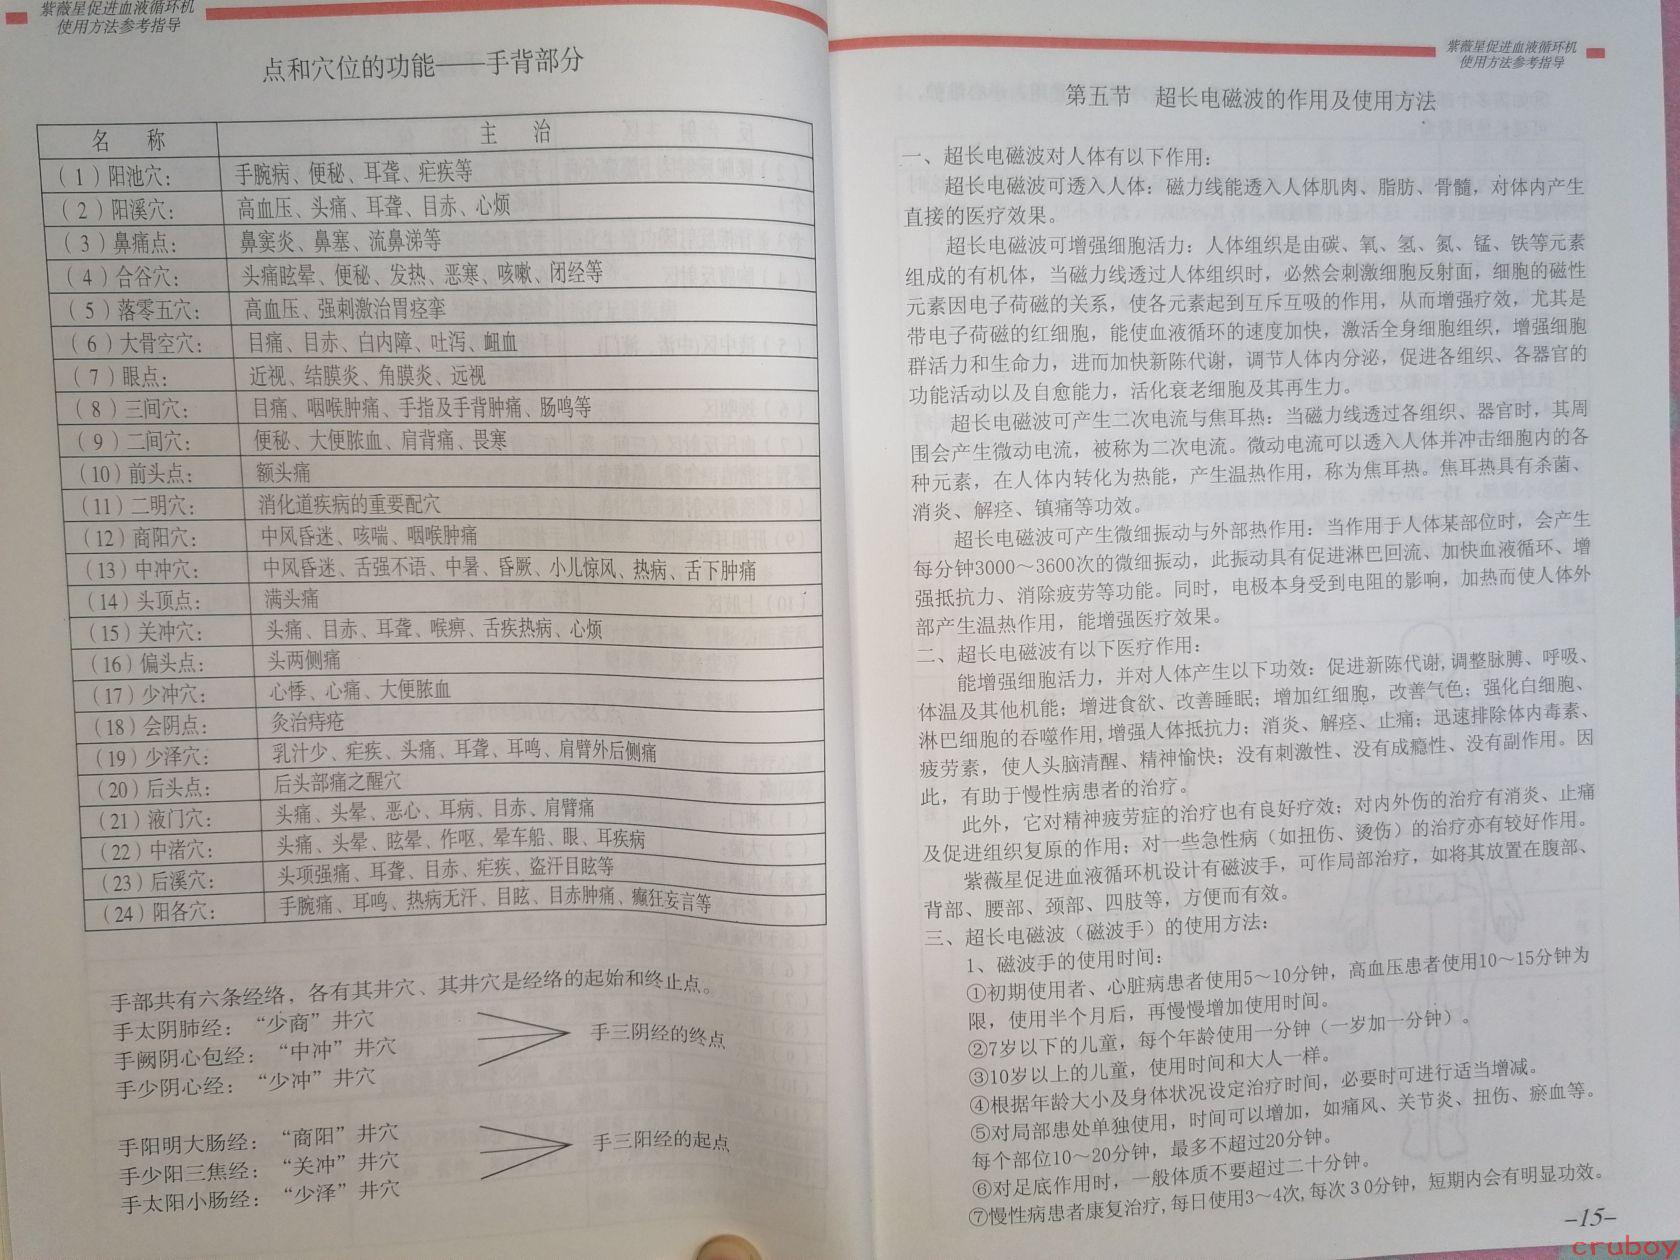 紫薇星促进血液循环机
使用方法参考指导
点和穴位的功能——手背部分
名 称 主 治
(1)阳池穴： 手腕病、便秘、耳聋、疟疾等
(2)阳溪穴： 高血压、头痛、耳聋、目赤、心烦
(3)鼻痛点： 鼻窦炎、鼻塞、流鼻涕等
(4)合谷穴： 头痛眩晕、便秘、发热、恶寒、咳嗽、闭经等
(5)落零五穴： 高血压、强刺激治胃痉挛
(6)大骨空穴： 目痛、目赤、白内障、吐泻、衄血
(7)眼点： 近视、结膜炎、角膜炎、远视
(8)三间穴： 目痛、咽喉肿痛、手指及手背肿痛、肠鸣等
(9)二间穴： 便秘、大便脓血、肩背痛、畏寒
(10)前头点： 额头痛
(11)二明穴： 消化道疾病的重要配穴
(12)商阳穴： 中风昏迷、咳喘、咽喉肿痛
(13)中冲穴： 中风昏迷、舌强不语、中暑、昏厥、小儿惊风、热病、舌下肿痛
(14)头顶点： 满头痛
(15)关冲穴： 头痛、目赤、耳聋、喉痹、舌疾热病、心烦
(16)偏头点： 头两侧痛
(17)少冲穴： 心悸、心痛、大便脓血
(18)会阴点： 灸治痔疮
(19)少泽穴： 乳汁少、疟疾、头痛、耳聋、耳鸣、肩臂外后侧痛
(20)后头点： 后头部痛之醒穴
(21)液门穴： 头痛、头晕、恶心、耳病、目赤、肩臂痛
(22)中渚穴： 头痛、头晕、眩晕、作呕、晕车船、眼、耳疾病
(23)后溪穴： 头项强痛、耳聋、目赤、疟疾、盗汗目眩等
(24)阳各穴： 手腕痛、耳鸣、热病无汗、目眩、目赤肿痛、癫狂妄言等
手部共有六条经络，各有其井穴、其井穴是经络的起始和终止点。
手太阴肺经：“少商”井穴
手阙阴心包经：“中冲”井穴 手三阴经的终点
手少阴心经：“少冲”井穴
手阳明大肠经：“商阳”井穴
手少阳三焦经：“关冲”井穴 手三阳经的起点
手太阳小肠经：“少泽”井穴
紫薇星促进血液循环机
使用方法参考指导
第五节 超长电磁波的作用及使用方法
一、超长电磁波对人体有以下作用：
超长电磁波可透入人体：磁力线能透入人体肌肉、脂肪、骨髓，对体内产生
直接的医疗效果。
超长电磁波可增强细胞活力：人体组织是由碳、氧、氢、氮、锰、铁等元素
组成的有机体，当磁力线透过人体组织时，必然会刺激细胞反射面，细胞的磁性
元素因电子荷磁的关系，使各元素起到互斥互吸的作用，从而增强疗效，尤其是
带电子荷磁的红细胞，能使血液循环的速度加快，激活全身细胞组织，增强细胞
群活力和生命力，进而加快新陈代谢，调节人体内分泌，促进各组织、各器官的
功能活动以及自愈能力，活化衰老细胞及其再生力。
超长电磁波可产生二次电流与焦耳热：当磁力线透过各组织、器官时，其周
围会产生微动电流，被称为二次电流。微动电流可以透入人体并冲击细胞内的各
种元素，在人体内转化为热能，产生温热作用，称为焦耳热。焦耳热具有杀菌、
消炎、解痉、镇痛等功效。
超长电磁波可产生微细振动与外部热作用：当作用于人体某部位时，会产生
每分钟3000～3600次的微细振动，此振动具有促进淋巴回流、加快血液循环、增
强抵抗力、消除疲劳等功能。同时，电极本身受到电阻的影响，加热而使人体外
部产生温热作用，能增强医疗效果。
二、超长电磁波有以下医疗作用：
能增强细胞活力，并对人体产生以下功效：促进新陈代谢,调整脉膊、呼吸、
体温及其他机能；增进食欲、改善睡眠；增加红细胞，改善气色；强化白细胞、
淋巴细胞的吞噬作用,增强人体抵抗力；消炎、解痉、止痛；迅速排除体内毒素、
疲劳素，使人头脑清醒、精神愉快；没有刺激性、没有成瘾性、没有副作用。因
此，有助于慢性病患者的治疗。
此外，它对精神疲劳症的治疗也有良好疗效；对内外伤的治疗有消炎、止痛
及促进组织复原的作用；对一些急性病（如扭伤、烫伤）的治疗亦有较好作用。
紫薇星促进血液循环机设计有磁波手，可作局部治疗，如将其放置在腹部、
背部、腰部、颈部、四肢等，方便而有效。
三、超长电磁波（磁波手）的使用方法：
1、磁波手的使用时间：
①初期使用者、心脏病患者使用5～10分钟，高血压患者使用10～15分钟为
限，使用半个月后，再慢慢增加使用时间。
②7岁以下的儿童，每个年龄使用一分钟（一岁加一分钟）。
③10岁以上的儿童，使用时间和大人一样。
④根据年龄大小及身体状况设定治疗时间，必要时可进行适当增减。
⑤对局部患处单独使用，时间可以增加，如痛风、关节炎、扭伤、瘀血等。
每个部位10～20分钟，最多不超过20分钟。
⑥对足底作用时，一般体质不要超过二十分钟。
⑦慢性病患者康复治疗,每日使用3～4次,每次30分钟，短期内会有明显功效。
-15-
cruboy